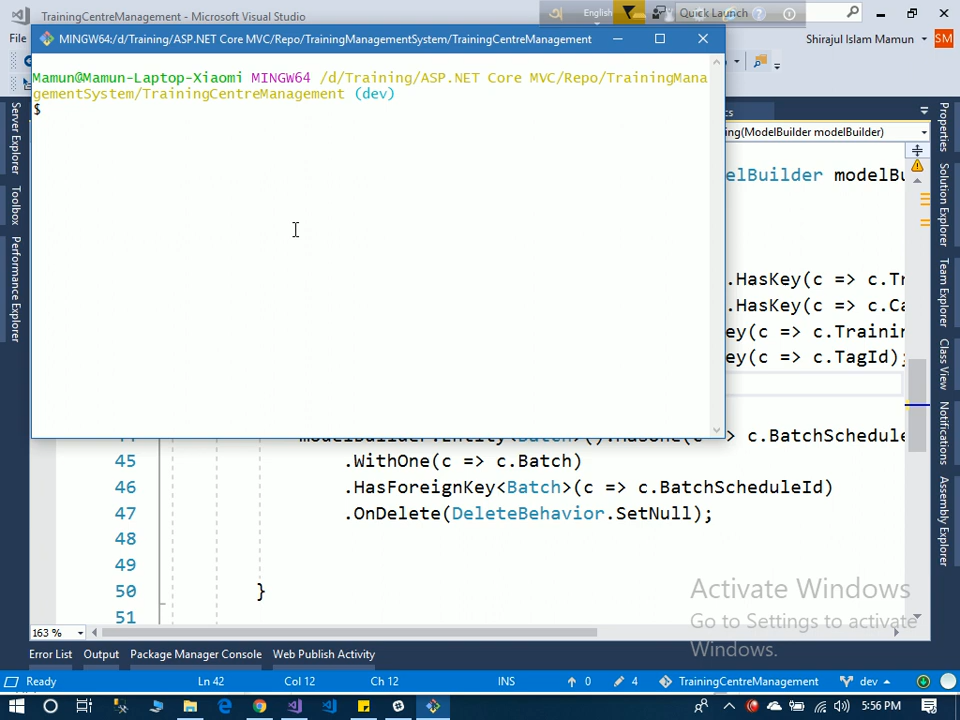 TrainingCentreManagement - Microsoft Visual Studio
English
Quick Launch
File
Shirajul Islam Mamun
SM
MINGW64:/d/Training/ASP.NET Core MVC/Repo/TrainingManagementSystem/TrainingCentreManagement
Mamun@Mamun-Laptop-Xiaomi MINGW64 /d/Training/ASP.NET Core MVC/Repo/TrainingMana
gementSystem/TrainingCentreManagement (dev)
$
Server Explorer
Toolbox
Performance Explorer
ng(ModelBuilder modelBuilder)
elBuilder modelBu
.HasKey(c => c.Tr
.HasKey(c => c.Ca
ey(c => c.Trainin
ey(c => c.TagId);
> c.BatchSchedule
45 .WithOne(c => c.Batch)
46 .HasForeignKey<Batch>(c => c.BatchScheduleId)
47 .OnDelete(DeleteBehavior.SetNull);
48
49
50 }
51
Properties
Solution Explorer
Team Explorer
Class View
Notifications
Assembly Explorer
Activate Windows
Go to Settings to activate
Windows.
163 %
Error List Output Package Manager Console Web Publish Activity
Ready Ln 42 Col 12 Ch 12 INS 0 4 TrainingCentreManagement dev
5:56 PM